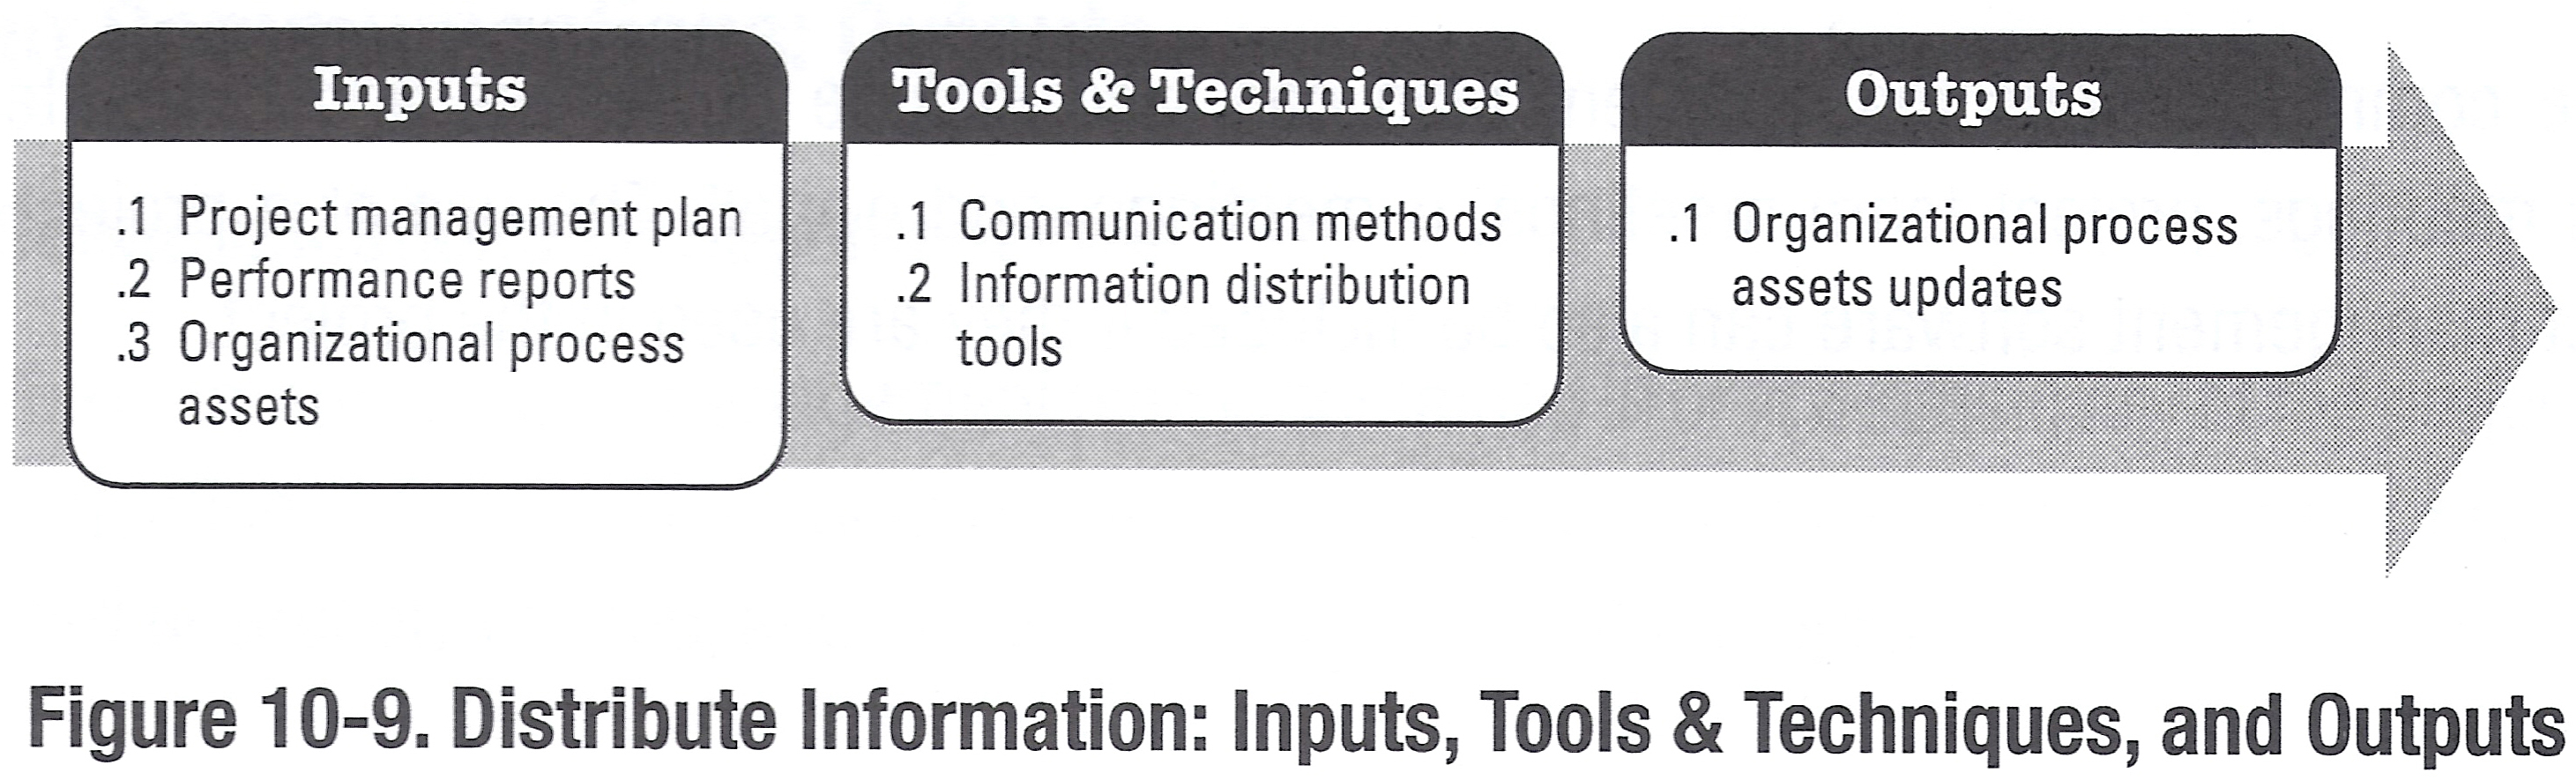 Inputs
.1 Project management plan
.2 Performance reports
.3 Organizational process
assets
Tools & Techniques
.1 Communication methods
.2 Information distribution
tools
Outputs
.1 Organizational process
assets updates
Figure 10-9. Distribute Information: Inputs, Tools & Techniques, and Outputs